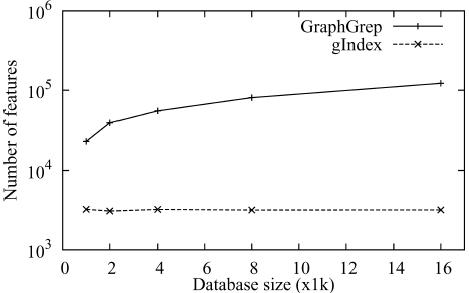 10^6
GraphGrep
gIndex
10^5
Number of features
10^4
10^3
0 2 4 6 8 10 12 14 16
Database size (x1k)